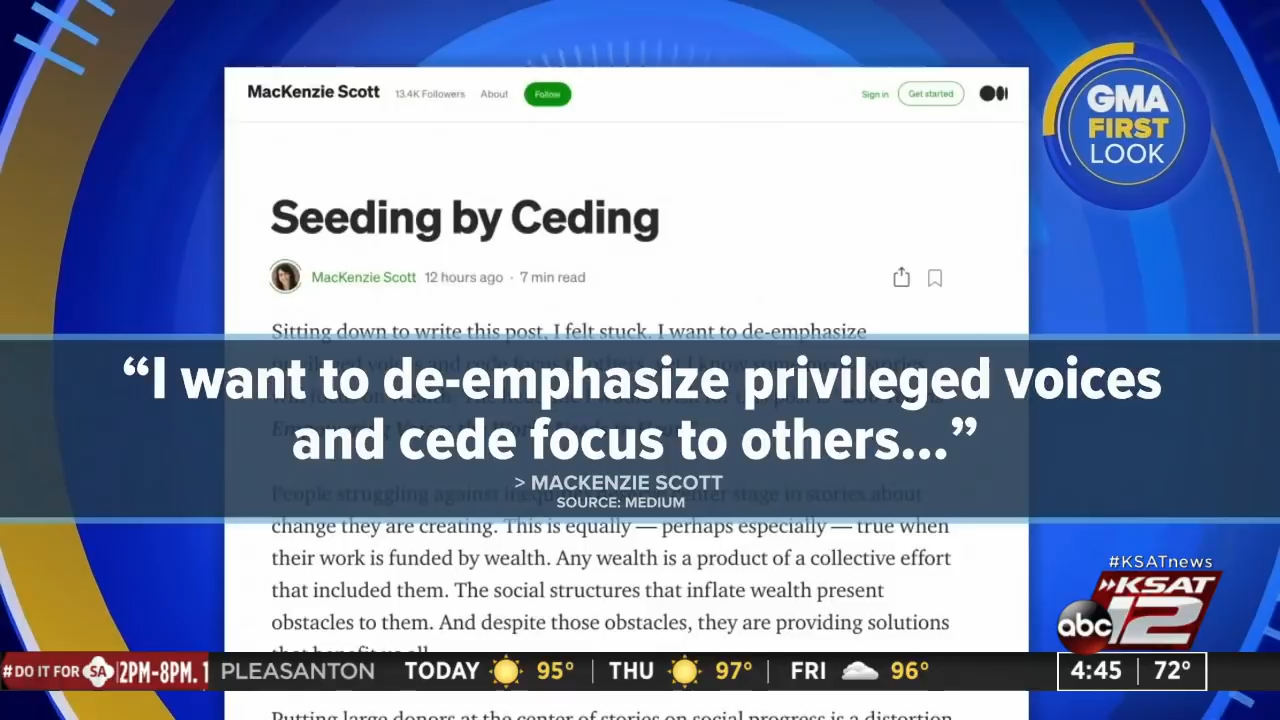 MacKenzie Scott 13.4K Followers About Follow Sign in Get started
GMA
FIRST
LOOK
Seeding by Ceding
MacKenzie Scott 12 hours ago · 7 min read
Sitting down to write this post, I felt stuck. I want to de-emphasize
“I want to de-emphasize privileged voices
and cede focus to others...”
> MACKENZIE SCOTT
SOURCE: MEDIUM
People struggling against center stage in stories about
change they are creating. This is equally — perhaps especially — true when
their work is funded by wealth. Any wealth is a product of a collective effort
that included them. The social structures that inflate wealth present
obstacles to them. And despite those obstacles, they are providing solutions
#KSATnews
KSAT
abc 12
#DO IT FOR SA 2PM-8PM. 1 PLEASANTON TODAY 95° THU 97° FRI 96° 4:45 72°
Putting large donors at the center of stories on social progress is a distortion